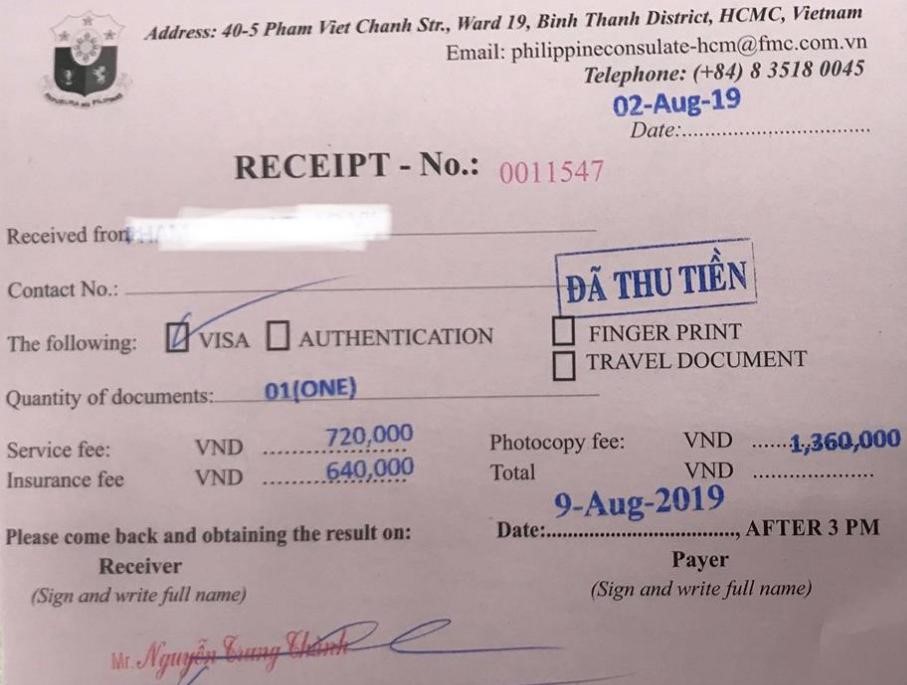 Address: 40-5 Pham Viet Chanh Str., Ward 19, Binh Thanh District, HCMC, Vietnam
Email: philippineconsulate-hcm@fmc.com.vn
Telephone: (+84) 8 3518 0045
02-Aug-19
Date:
RECEIPT - No.: 0011547
Received from
Contact No.:
ĐÃ THU TIỀN
The following: VISA AUTHENTICATION FINGER PRINT
TRAVEL DOCUMENT
Quantity of documents: 01(ONE)
Service fee: VND 720,000 Photocopy fee: VND 1,360,000
Insurance fee VND 640,000 Total VND
9-Aug-2019
Please come back and obtaining the result on: Date:, AFTER 3 PM
Receiver Payer
(Sign and write full name) (Sign and write full name)
Mr. Nguyễn Trung Thành